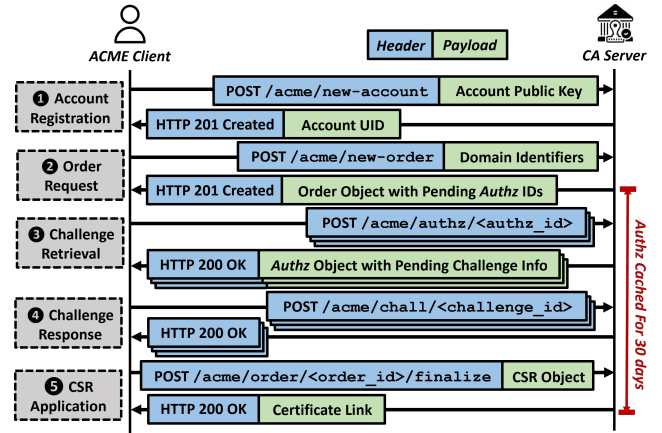 ACME Client
Header Payload
CA Server
❶ Account
Registration
POST /acme/new-account Account Public Key
HTTP 201 Created Account UID
❷ Order
Request
POST /acme/new-order Domain Identifiers
HTTP 201 Created Order Object with Pending Authz IDs
❸ Challenge
Retrieval
POST /acme/authz/<authz_id>
HTTP 200 OK Authz Object with Pending Challenge Info
❹ Challenge
Response
POST /acme/chall/<challenge_id>
HTTP 200 OK
❺ CSR
Application
POST /acme/order/<order_id>/finalize CSR Object
HTTP 200 OK Certificate Link
Authz Cached For 30 days